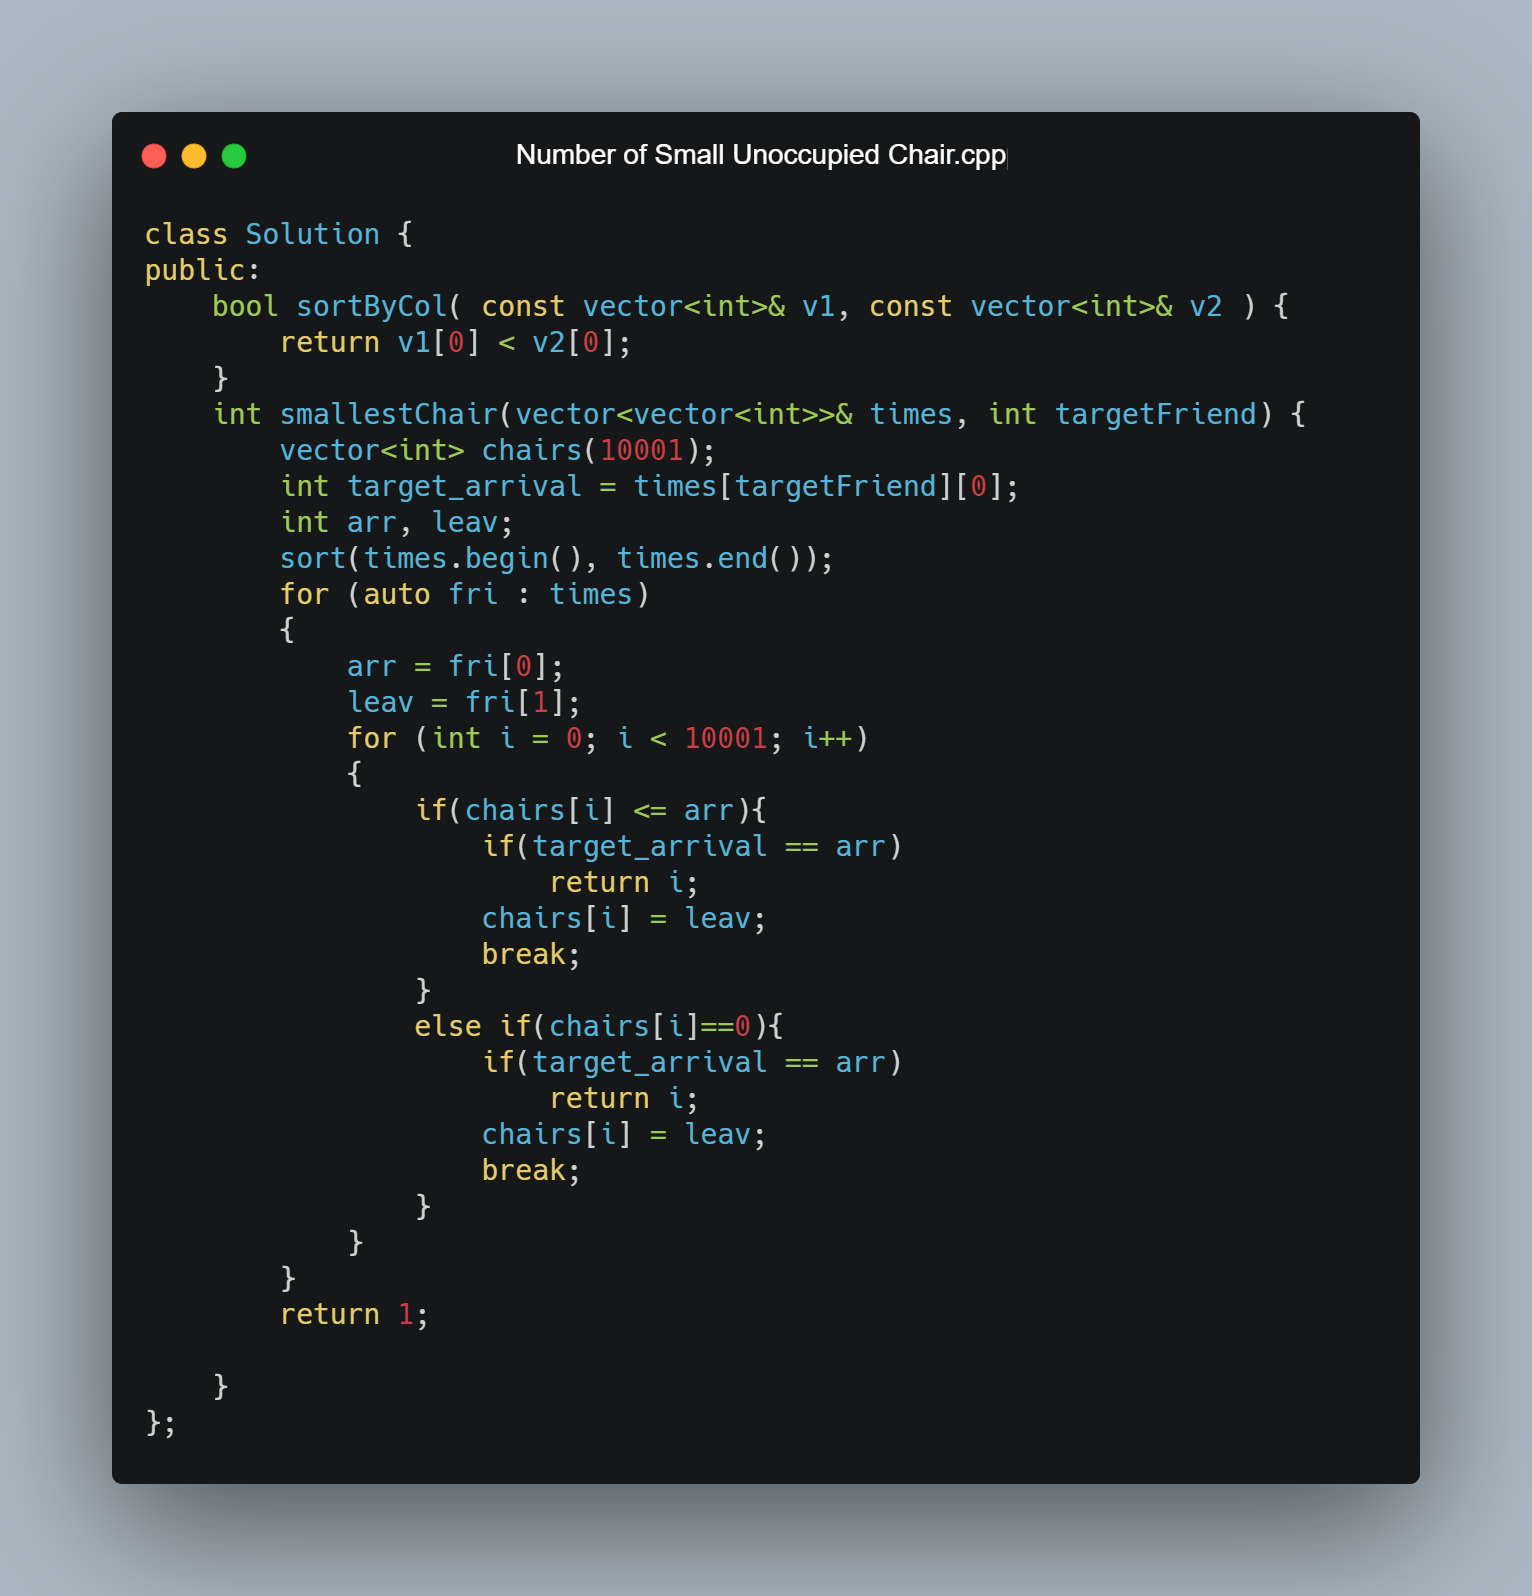 Number of Small Unoccupied Chair.cpp
class Solution {
public:
    bool sortByCol( const vector<int>& v1, const vector<int>& v2 ) {
        return v1[0] < v2[0];
    }
    int smallestChair(vector<vector<int>>& times, int targetFriend) {
        vector<int> chairs(10001);
        int target_arrival = times[targetFriend][0];
        int arr, leav;
        sort(times.begin(), times.end());
        for (auto fri : times)
        {
            arr = fri[0];
            leav = fri[1];
            for (int i = 0; i < 10001; i++)
            {
                if(chairs[i] <= arr){
                    if(target_arrival == arr)
                        return i;
                    chairs[i] = leav;
                    break;
                }
                else if(chairs[i]==0){
                    if(target_arrival == arr)
                        return i;
                    chairs[i] = leav;
                    break;
                }
            }
        }
        return 1;
    }
};